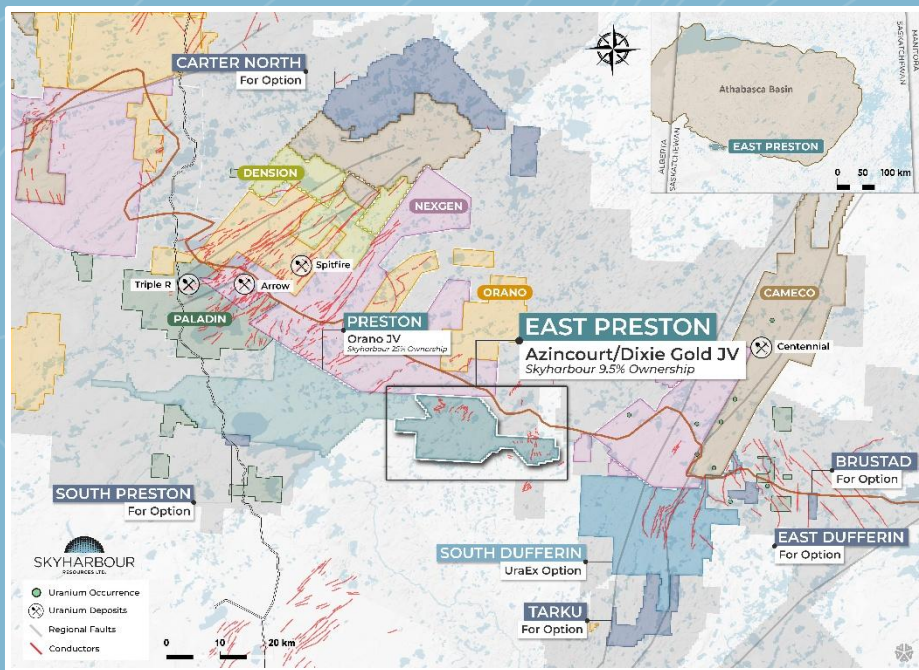 CARTER NORTH
For Option
SASKATCHEWAN
MANITOBA
Athabasca Basin
EAST PRESTON
ALBERTA
SASKATCHEWAN
0 50 100 km
DENSION
NEXGEN
Spitfire
Triple R
Arrow
ORANO
CAMECO
PALADIN
PRESTON
Orano JV
Skyharbour 25% Ownership
EAST PRESTON
Azincourt/Dixie Gold JV
Skyharbour 9.5% Ownership
Centennial
BRUSTAD
For Option
SOUTH PRESTON
For Option
EAST DUFFERIN
For Option
SOUTH DUFFERIN
UraEx Option
TARKU
For Option
SKYHARBOUR
RESOURCES LTD.
Uranium Occurrence
Uranium Deposits
Regional Faults
Conductors
0 10 20 km